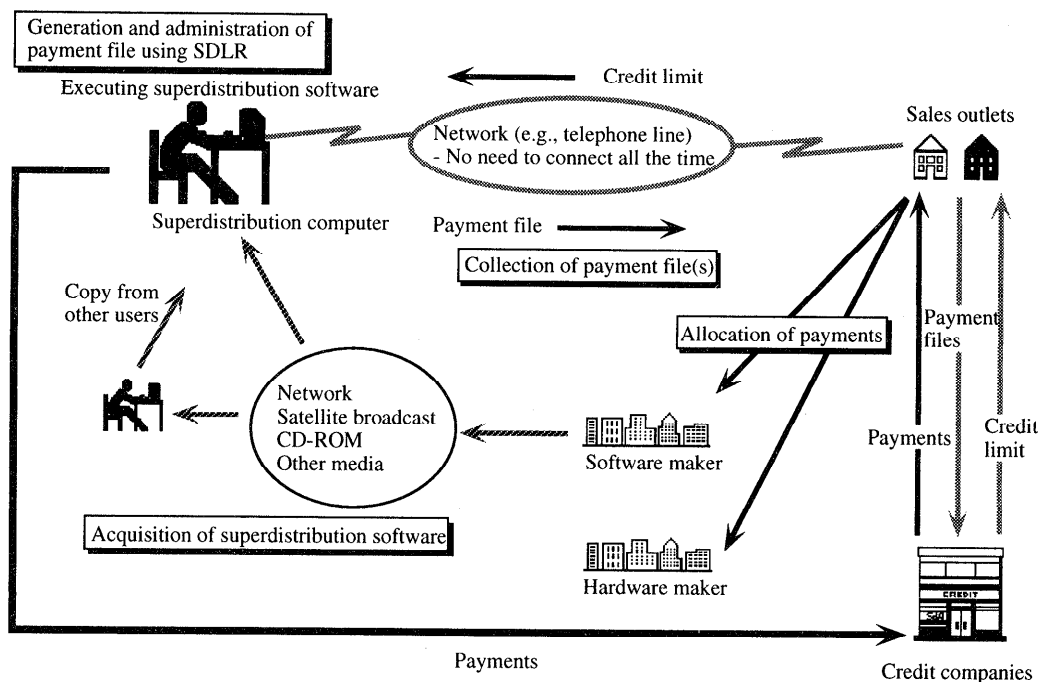 Generation and administration of
payment file using SDLR
Executing superdistribution software
Credit limit
Network (e.g., telephone line)
- No need to connect all the time
Sales outlets
Superdistribution computer
Payment file
Collection of payment file(s)
Copy from
other users
Allocation of payments
Payment
files
Network
Satellite broadcast
CD-ROM
Other media
Software maker
Payments
Credit
limit
Acquisition of superdistribution software
Hardware maker
CREDIT
Payments
Credit companies